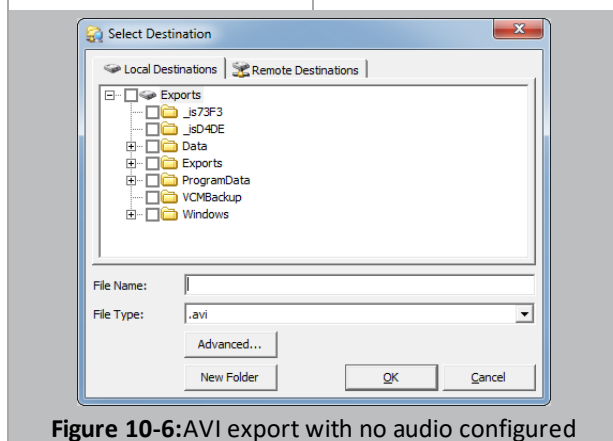 Select Destination
Local Destinations Remote Destinations
Exports
_is73F3
_isD4DE
Data
Exports
ProgramData
VCMBackup
Windows
File Name:
File Type: .avi
Advanced...
New Folder OK Cancel
Figure 10-6:AVI export with no audio configured